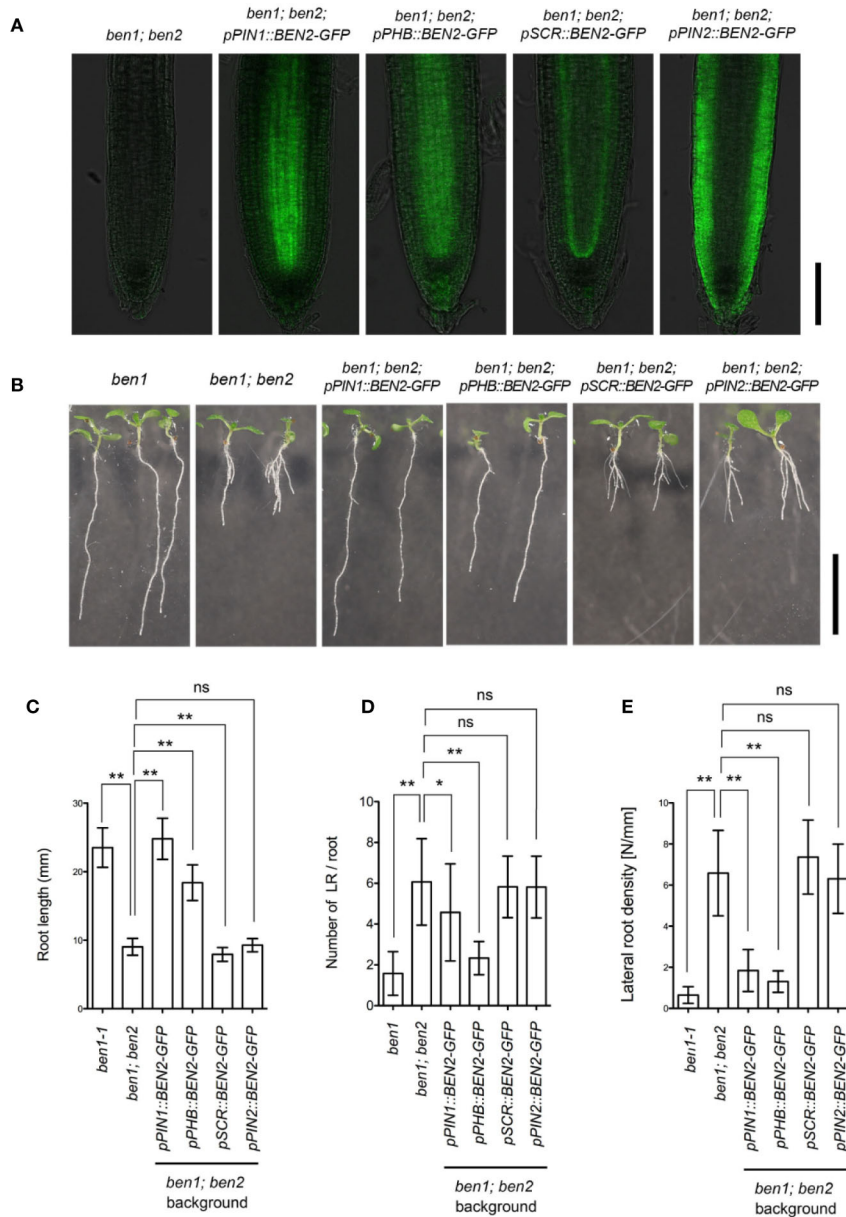 A
ben1; ben2
ben1; ben2;
pPIN1::BEN2-GFP
ben1; ben2;
pPHB::BEN2-GFP
ben1; ben2;
pSCR::BEN2-GFP
ben1; ben2;
pPIN2::BEN2-GFP
B
ben1
ben1; ben2
ben1; ben2;
pPIN1::BEN2-GFP
ben1; ben2;
pPHB::BEN2-GFP
ben1; ben2;
pSCR::BEN2-GFP
ben1; ben2;
pPIN2::BEN2-GFP
C
ns
**
**
**
**
30
20
10
0
Root length (mm)
ben1-1
ben1; ben2
pPIN1::BEN2-GFP
pPHB::BEN2-GFP
pSCR::BEN2-GFP
pPIN2::BEN2-GFP
ben1; ben2
background
D
ns
ns
**
**
*
10
8
6
4
2
0
Number of LR / root
ben1
ben1; ben2
pPIN1::BEN2-GFP
pPHB::BEN2-GFP
pSCR::BEN2-GFP
pPIN2::BEN2-GFP
ben1; ben2
background
E
ns
ns
**
**
**
10
8
6
4
2
0
Lateral root density [N/mm]
ben1-1
ben1; ben2
pPIN1::BEN2-GFP
pPHB::BEN2-GFP
pSCR::BEN2-GFP
pPIN2::BEN2-GFP
ben1; ben2
background